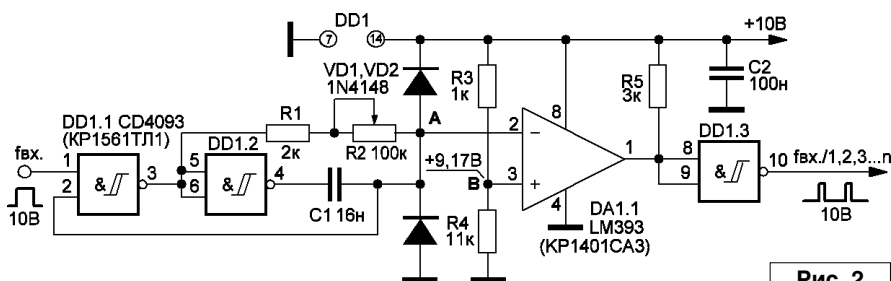 DD1
7
14
+10В
VD1,VD2
1N4148
R3
1к
R5
3к
C2
100н
DD1.1 CD4093
(КР1561ТЛ1)
R1
2к
A
R2 100к
8
DD1.3
fвх.
1
2
&
3
DD1.2
5
6
&
4
C1 16н
+9,17В
B
2
3
−
+
1
4
8
9
&
10
fвх./1,2,3...n
10В
R4
11к
DA1.1
LM393
(КР1401СА3)
10В
Рис. 2